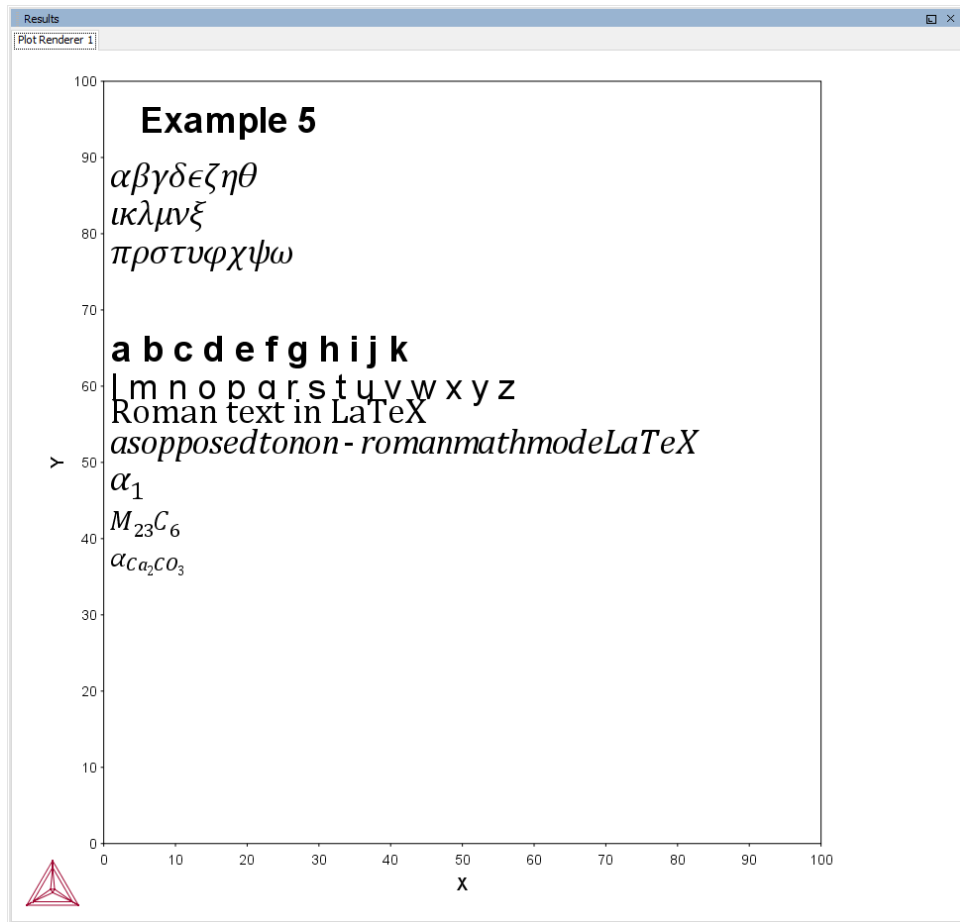 Results
Plot Renderer 1
100
Example 5
90
αβγδϵζηθ
ικλμνξ
80
πρστυφχψω
70
a b c d e f g h i j k
60
l m n o p q r s t u v w x y z
Roman text in LaTeX
asopposedtonon - romanmathmodeLaTeX
Y
50
α₁
M₂₃C₆
40
α_{Ca₂CO₃}
30
20
10
0
0 10 20 30 40 50 60 70 80 90 100
X